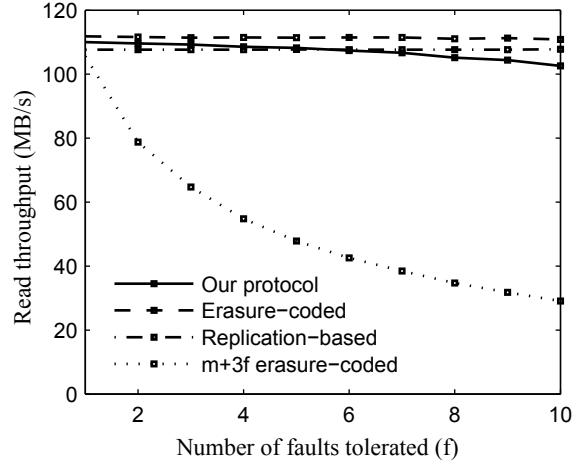 120
100
80
60
40
20
0
Read throughput (MB/s)
Our protocol
Erasure−coded
Replication−based
m+3f erasure−coded
2 4 6 8 10
Number of faults tolerated (f)